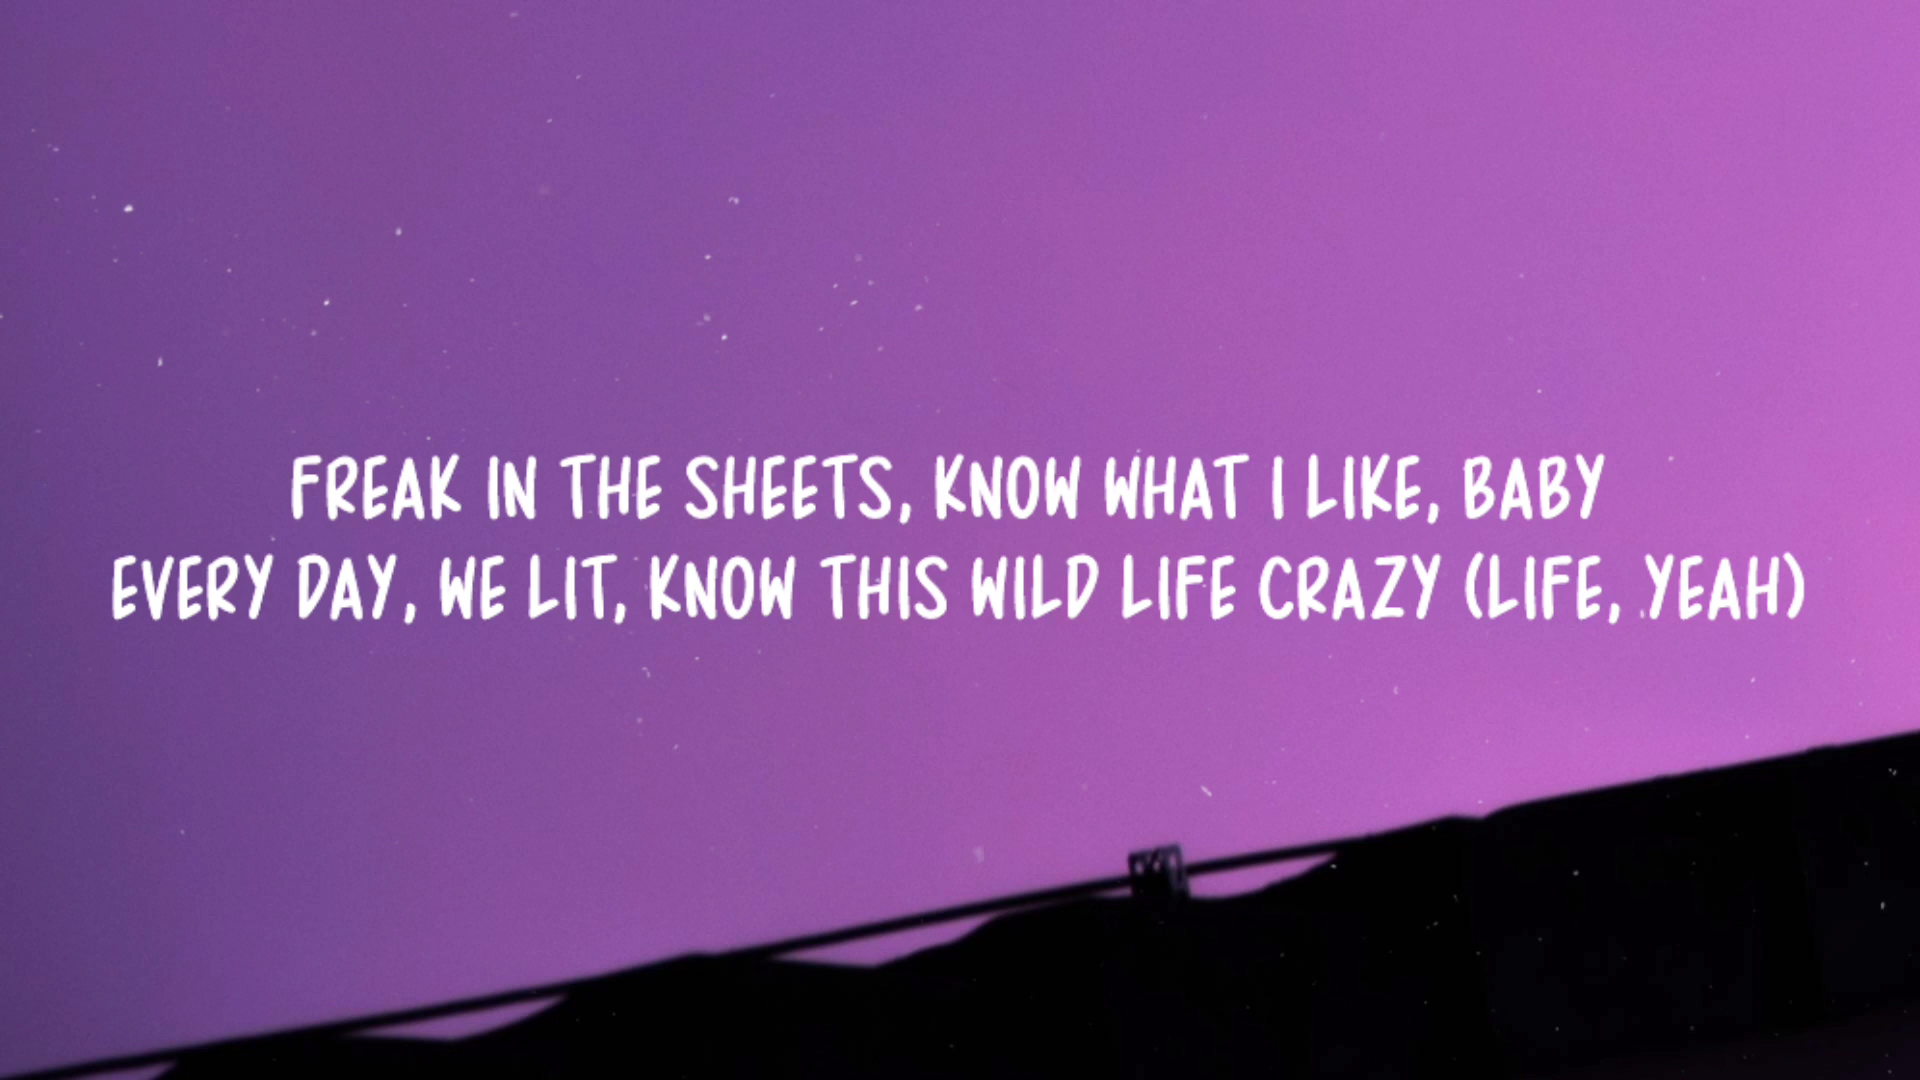 FREAK IN THE SHEETS, KNOW WHAT I LIKE, BABY
EVERY DAY, WE LIT, KNOW THIS WILD LIFE CRAZY (LIFE, YEAH)